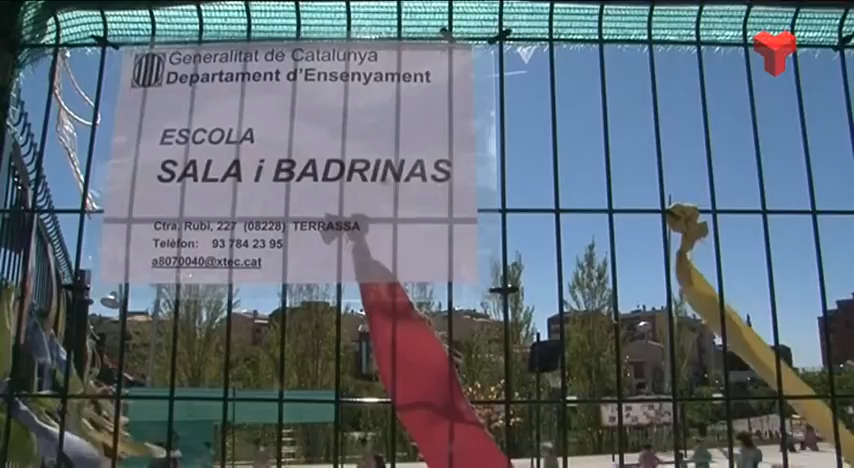 Generalitat de Catalunya
Departament d'Ensenyament
ESCOLA
SALA i BADRINAS
Ctra. Rubí, 227 (08228) TERRASSA
Telèfon: 93 784 23 95
a8070040@xtec.cat